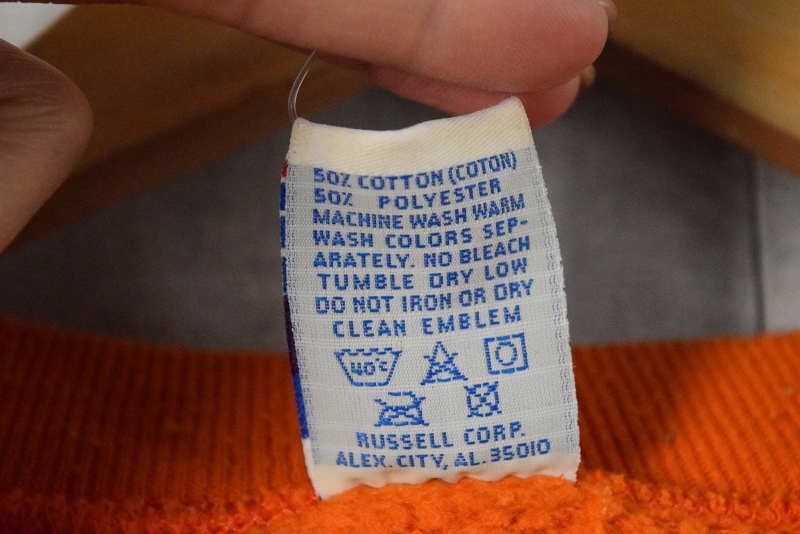 50% COTTON (COTON)
50% POLYESTER
MACHINE WASH WARM
WASH COLORS SEP-
ARATELY. NO BLEACH
TUMBLE DRY LOW
DO NOT IRON OR DRY
CLEAN EMBLEM
40°C
RUSSELL CORP.
ALEX. CITY, AL. 35010